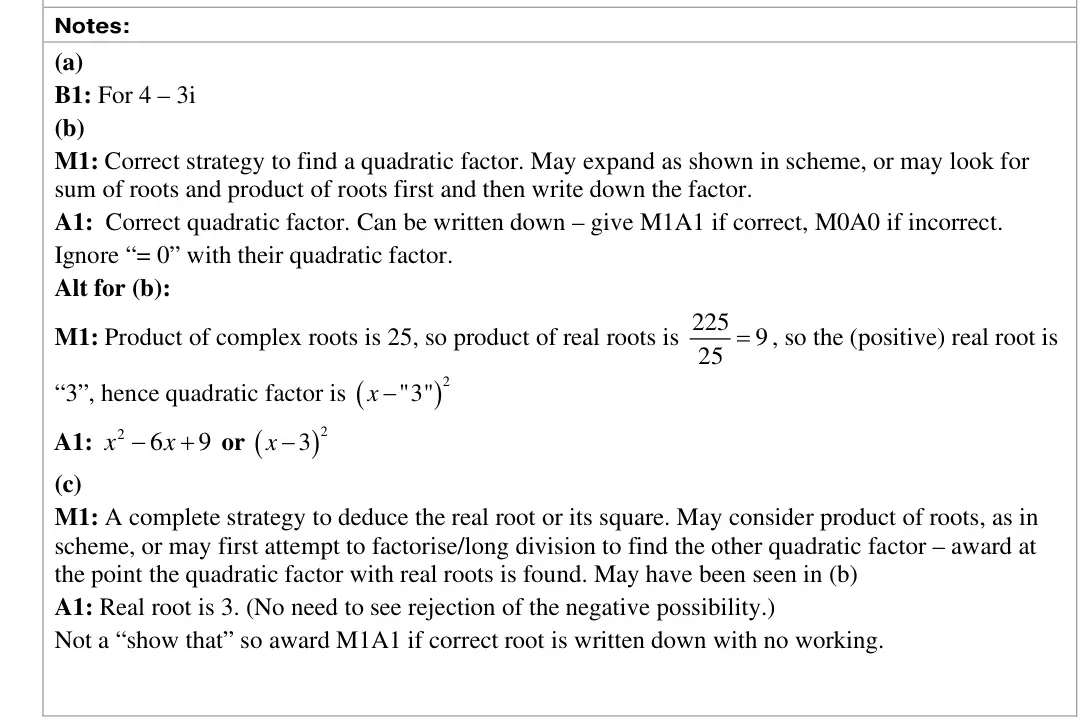 Notes:
(a)
B1: For 4 – 3i
(b)
M1: Correct strategy to find a quadratic factor. May expand as shown in scheme, or may look for
sum of roots and product of roots first and then write down the factor.
A1: Correct quadratic factor. Can be written down – give M1A1 if correct, M0A0 if incorrect.
Ignore “= 0” with their quadratic factor.
Alt for (b):
M1: Product of complex roots is 25, so product of real roots is 225/25 = 9, so the (positive) real root is
“3”, hence quadratic factor is (x – "3")²
A1: x² – 6x + 9 or (x – 3)²
(c)
M1: A complete strategy to deduce the real root or its square. May consider product of roots, as in
scheme, or may first attempt to factorise/long division to find the other quadratic factor – award at
the point the quadratic factor with real roots is found. May have been seen in (b)
A1: Real root is 3. (No need to see rejection of the negative possibility.)
Not a “show that” so award M1A1 if correct root is written down with no working.